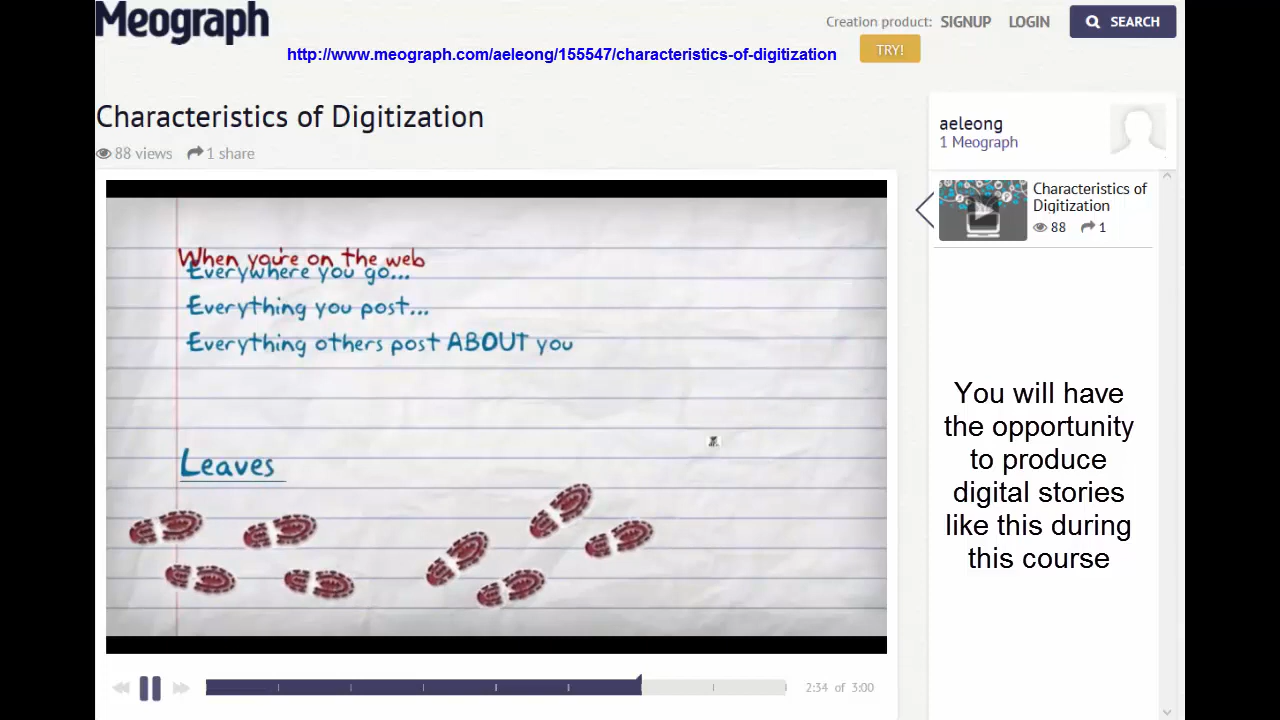 Meograph
Creation product: SIGNUP LOGIN SEARCH
http://www.meograph.com/aeleong/155547/characteristics-of-digitization
TRY!
Characteristics of Digitization
88 views 1 share
aeleong
1 Meograph
Characteristics of
Digitization
88 1
When you're on the web
Everywhere you go...
Everything you post...
Everything others post ABOUT you
Leaves
You will have
the opportunity
to produce
digital stories
like this during
this course
2:34 of 3:00